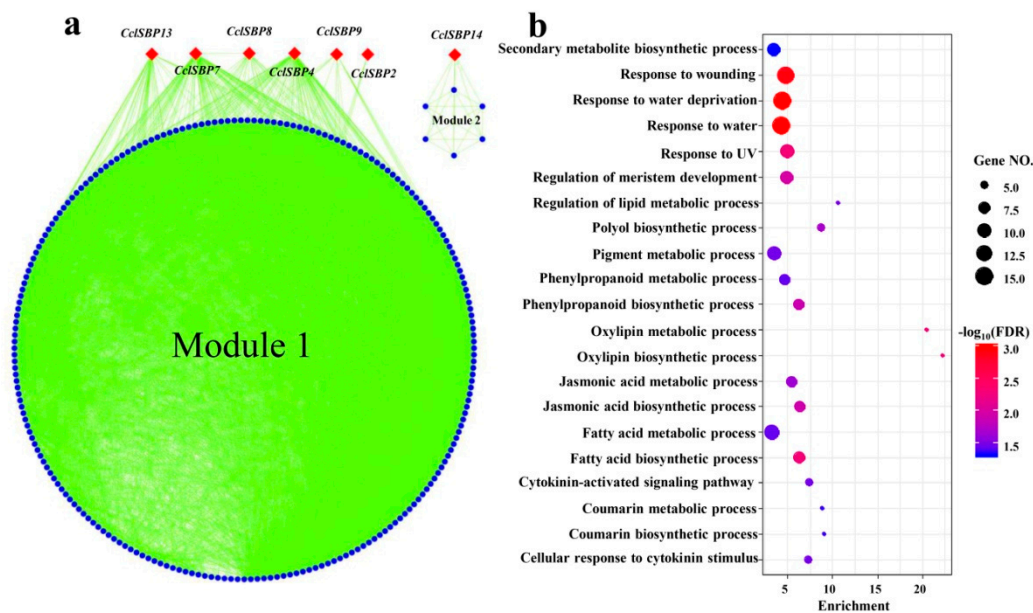 a
CclSBP13
CclSBP8
CclSBP9
CclSBP14
CclSBP7
CclSBP4
CclSBP2
Module 2
Module 1
b
Secondary metabolite biosynthetic process
Response to wounding
Response to water deprivation
Response to water
Response to UV
Regulation of meristem development
Regulation of lipid metabolic process
Polyol biosynthetic process
Pigment metabolic process
Phenylpropanoid metabolic process
Phenylpropanoid biosynthetic process
Oxylipin metabolic process
Oxylipin biosynthetic process
Jasmonic acid metabolic process
Jasmonic acid biosynthetic process
Fatty acid metabolic process
Fatty acid biosynthetic process
Cytokinin-activated signaling pathway
Coumarin metabolic process
Coumarin biosynthetic process
Cellular response to cytokinin stimulus
5 10 15 20
Enrichment
Gene NO.
5.0
7.5
10.0
12.5
15.0
-log10(FDR)
3.0
2.5
2.0
1.5